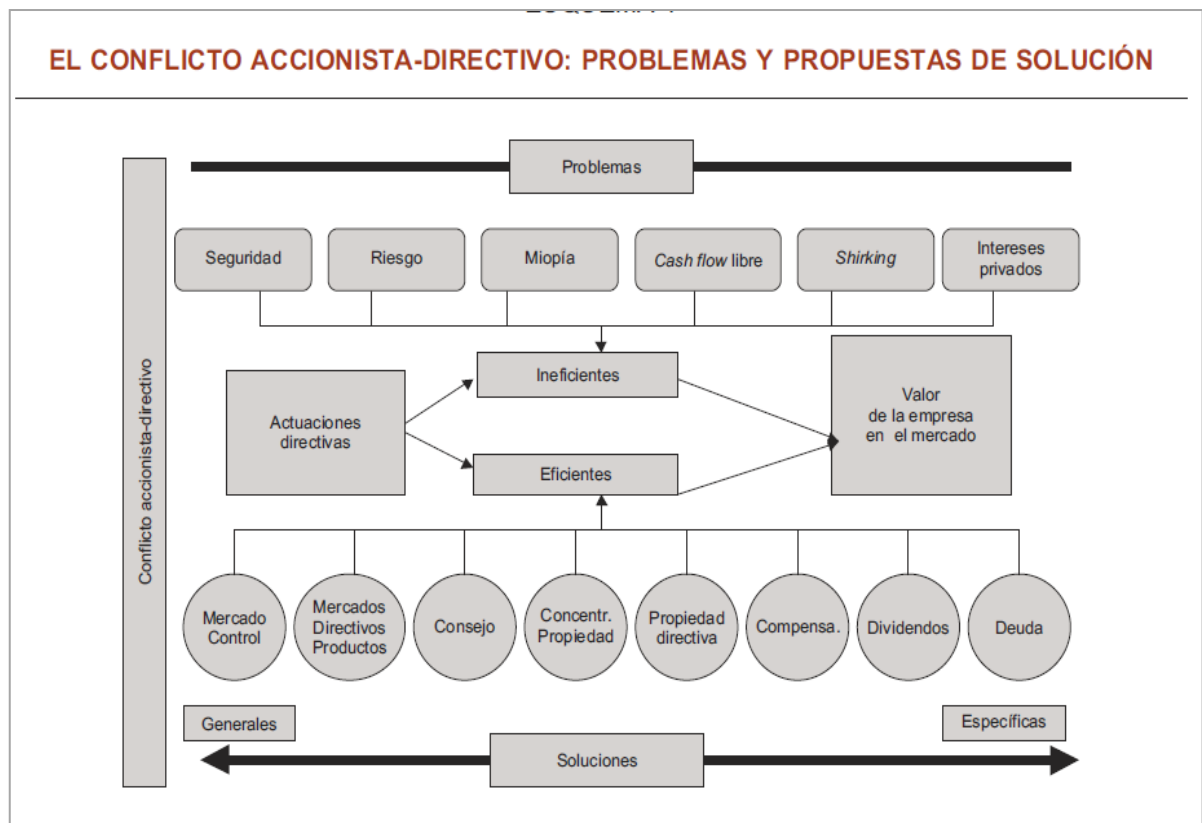 EL CONFLICTO ACCIONISTA-DIRECTIVO: PROBLEMAS Y PROPUESTAS DE SOLUCIÓN
Problemas
Seguridad
Riesgo
Miopía
Cash flow libre
Shirking
Intereses
privados
Conflicto accionista-directivo
Actuaciones
directivas
Ineficientes
Eficientes
Valor
de la empresa
en el mercado
Mercado
Control
Mercados
Directivos
Productos
Consejo
Concentr.
Propiedad
Propiedad
directiva
Compensa.
Dividendos
Deuda
Generales
Específicas
Soluciones